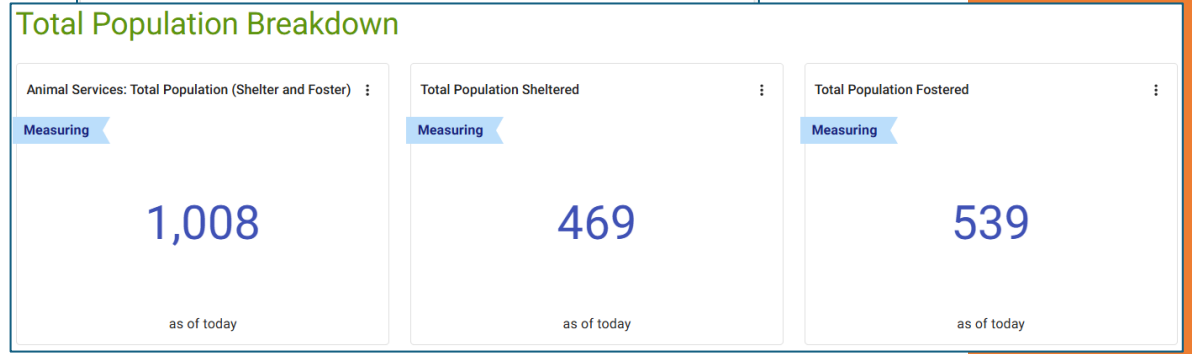 Total Population Breakdown
Animal Services: Total Population (Shelter and Foster)
Measuring
1,008
as of today
Total Population Sheltered
Measuring
469
as of today
Total Population Fostered
Measuring
539
as of today